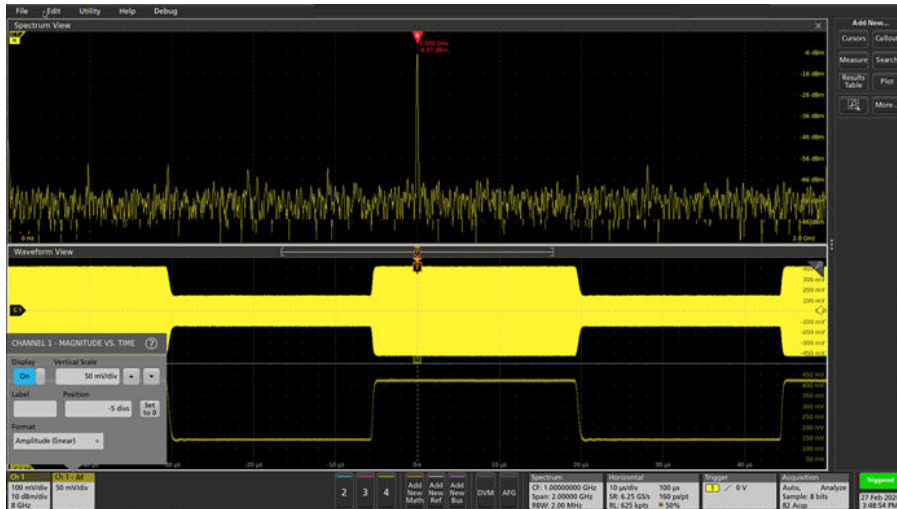 File Edit Utility Help Debug
Spectrum View
Add New...
Cursors Callout
Measure Search
Results Table Plot
More...
-6 dBm
-16 dBm
-26 dBm
-36 dBm
-46 dBm
-56 dBm
-66 dBm
0 Hz 2.0 GHz
Waveform View
C1
300 mV
200 mV
-200 mV
-300 mV
-400 mV
CHANNEL 1 - MAGNITUDE VS. TIME ?
Display Vertical Scale
On 50 mV/div
Label Position
-5 divs Set to 0
Format
Amplitude (linear)
450 mV
350 mV
300 mV
250 mV
200 mV
150 mV
100 mV
50 mV
-20 µs -10 µs 0 s 10 µs 20 µs 30 µs 40 µs
Ch 1
100 mV/div
10 dBm/div
8 GHz
Ch 1 - M
50 mV/div
2 3 4
Add New Math
Add New Ref
Add New Bus
DVM AFG
Spectrum
CF: 1.00000000 GHz
Span: 2.00000 GHz
RBW: 2.00 MHz
Horizontal
10 µs/div 100 µs
SR: 6.25 GS/s 160 ps/pt
RL: 625 kpts 50%
Trigger
1 0 V
Acquisition
Auto, Analyze
Sample: 8 bits
82 Acqs
Triggered
3:48:54 PM